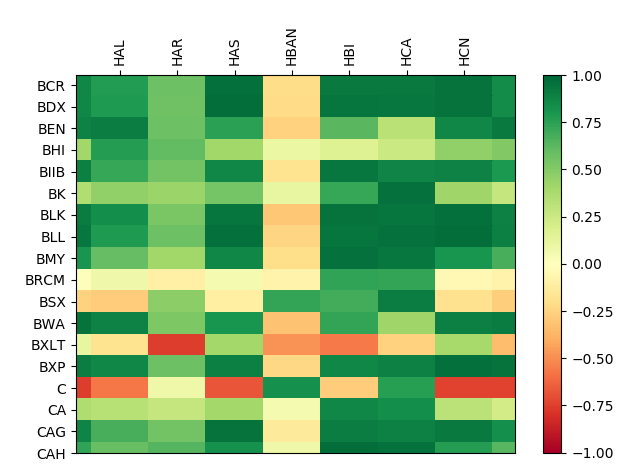 HAL HAR HAS HBAN HBI HCA HCN
BCR
BDX
BEN
BHI
BIIB
BK
BLK
BLL
BMY
BRCM
BSX
BWA
BXLT
BXP
C
CA
CAG
CAH
1.00
0.75
0.50
0.25
0.00
−0.25
−0.50
−0.75
−1.00